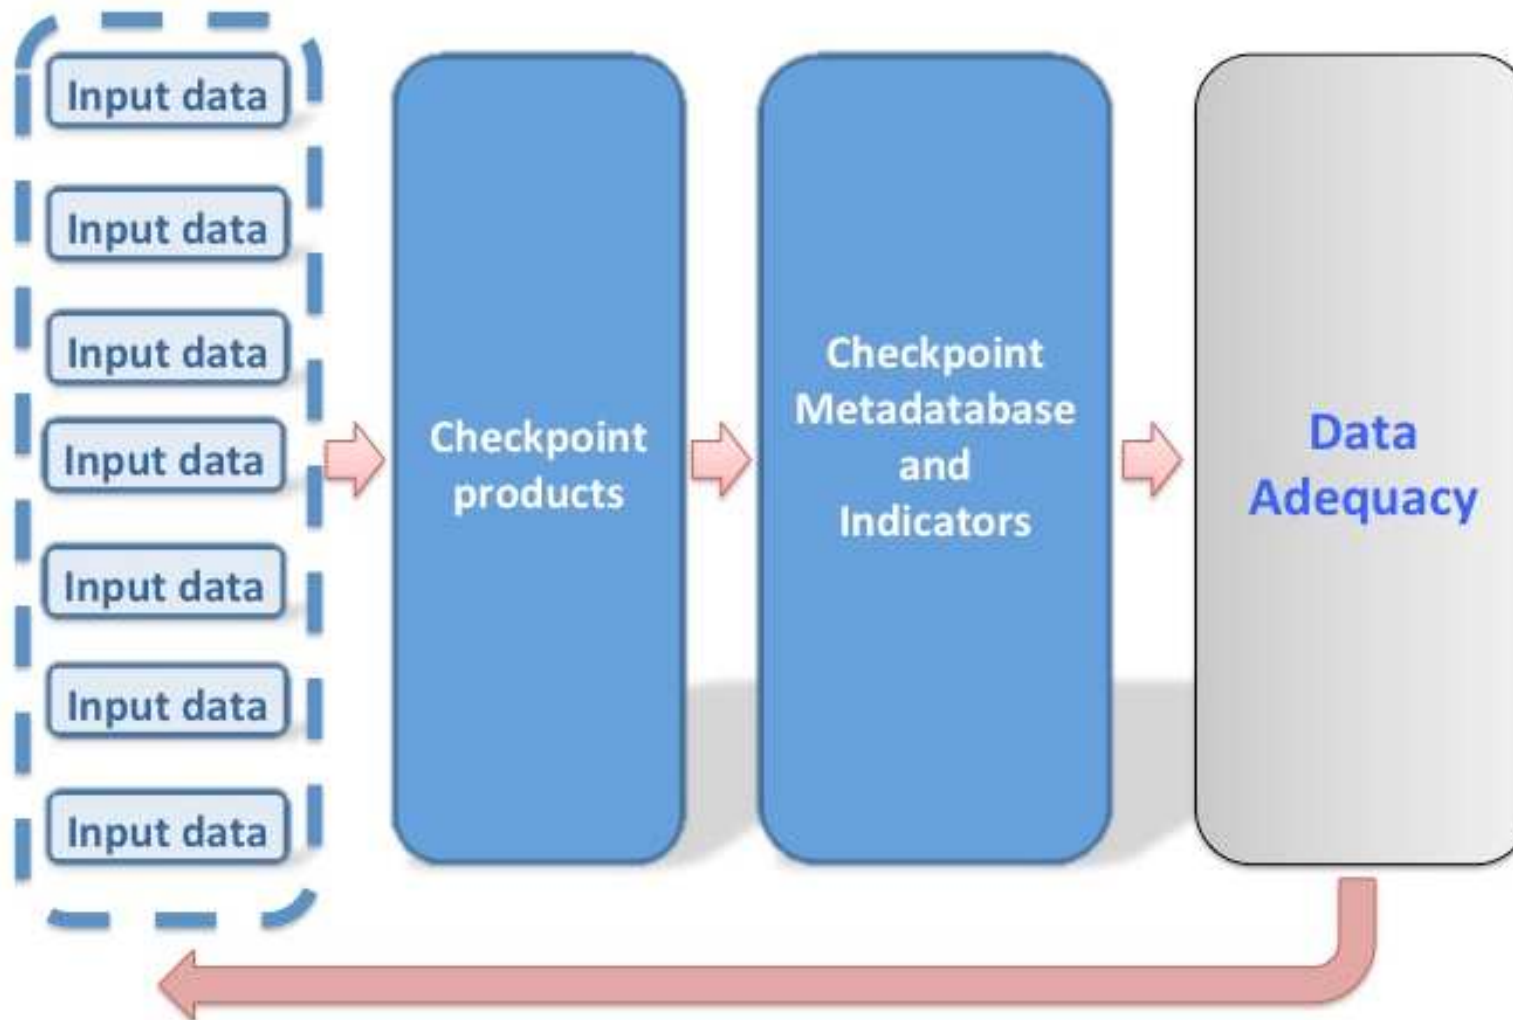 Input data
Input data
Input data
Input data
Input data
Input data
Input data
Checkpoint
products
Checkpoint
Metadatabase
and
Indicators
Data
Adequacy